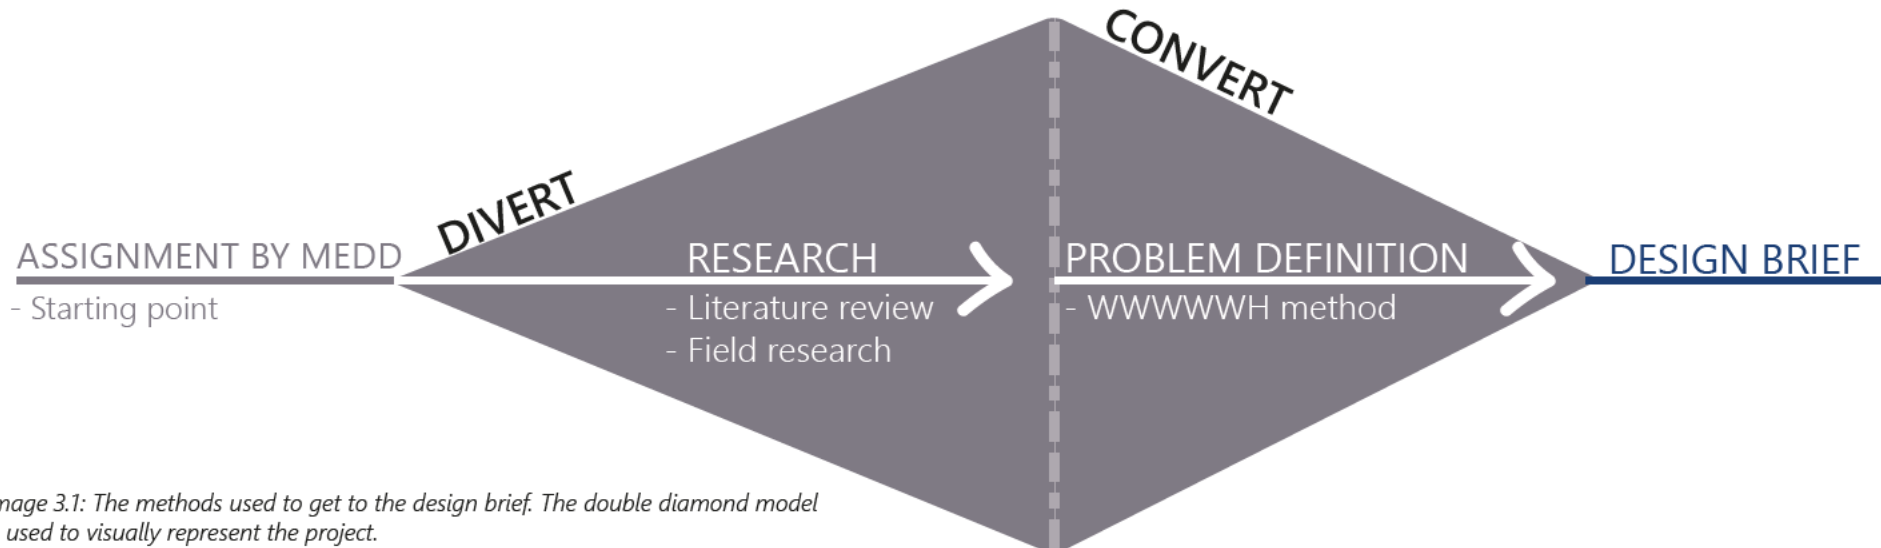 DIVERT
CONVERT
ASSIGNMENT BY MEDD
- Starting point
RESEARCH
- Literature review
- Field research
PROBLEM DEFINITION
- WWWWWH method
DESIGN BRIEF
mage 3.1: The methods used to get to the design brief. The double diamond model
used to visually represent the project.